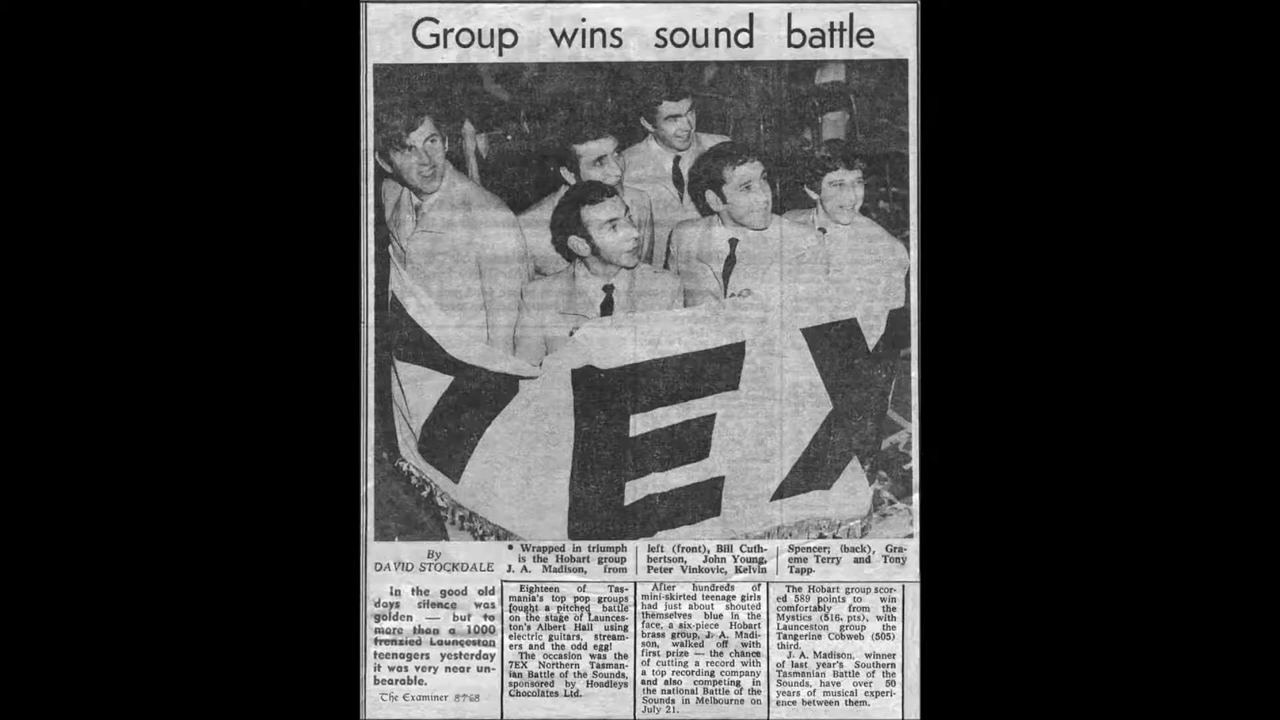 Group wins sound battle
7EX
By
DAVID STOCKDALE
• Wrapped in triumph
is the Hobart group
J. A. Madison, from
left (front), Bill Cuth-
bertson, John Young,
Peter Vinkovic, Kelvin
Spencer; (back), Gra-
eme Terry and Tony
Tapp.
In the good old
days silence was
golden — but to
more than a 1000
frenzied Launceston
teenagers yesterday
it was very near un-
bearable.
The Examiner
Eighteen of Tas-
mania's top pop groups
fought a pitched battle
on the stage of Launces-
ton's Albert Hall using
electric guitars, stream-
ers and the odd egg!
The occasion was the
7EX Northern Tasman-
ian Battle of the Sounds,
sponsored by Hoadleys
Chocolates Ltd.
After hundreds of
mini-skirted teenage girls
had just about shouted
themselves blue in the
face, a six-piece Hobart
brass group, J. A. Madi-
son, walked off with
first prize — the chance
of cutting a record with
a top recording company
and also competing in
the national Battle of the
Sounds in Melbourne on
July 21.
The Hobart group scor-
ed 589 points to win
comfortably from the
Mystics (516, pts), with
Launceston group the
Tangerine Cobweb (505)
third.
J. A. Madison, winner
of last year's Southern
Tasmanian Battle of the
Sounds, have over 50
years of musical experi-
ence between them.